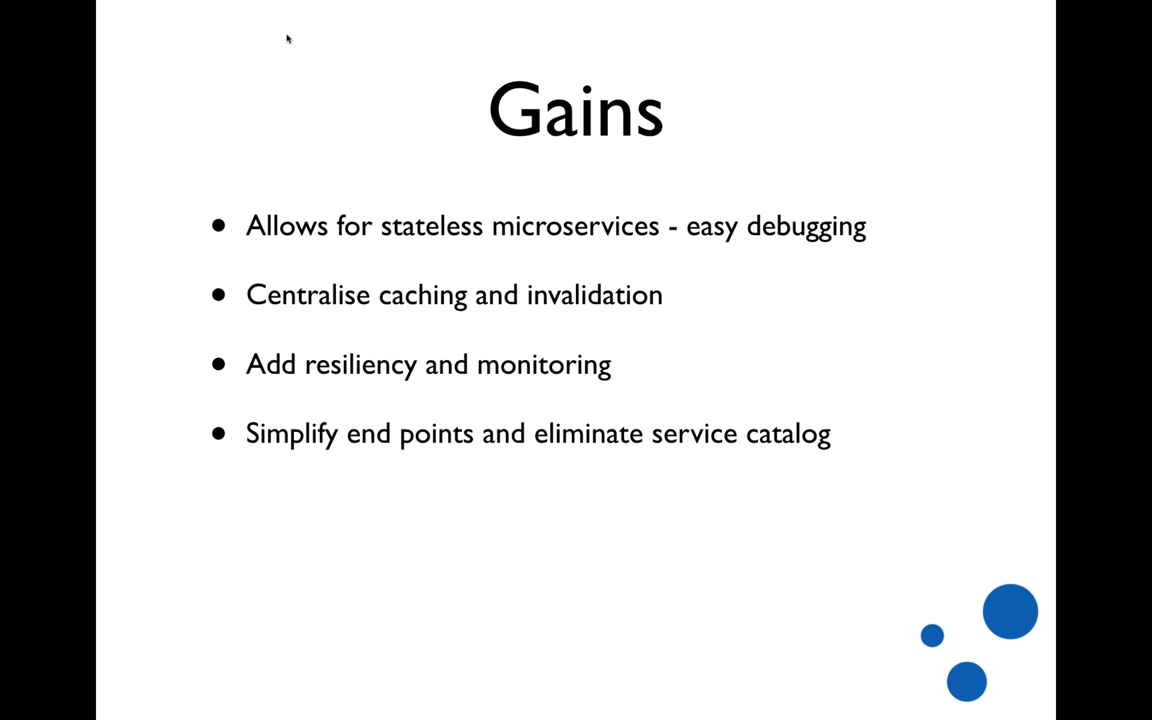 Gains
• Allows for stateless microservices - easy debugging
• Centralise caching and invalidation
• Add resiliency and monitoring
• Simplify end points and eliminate service catalog